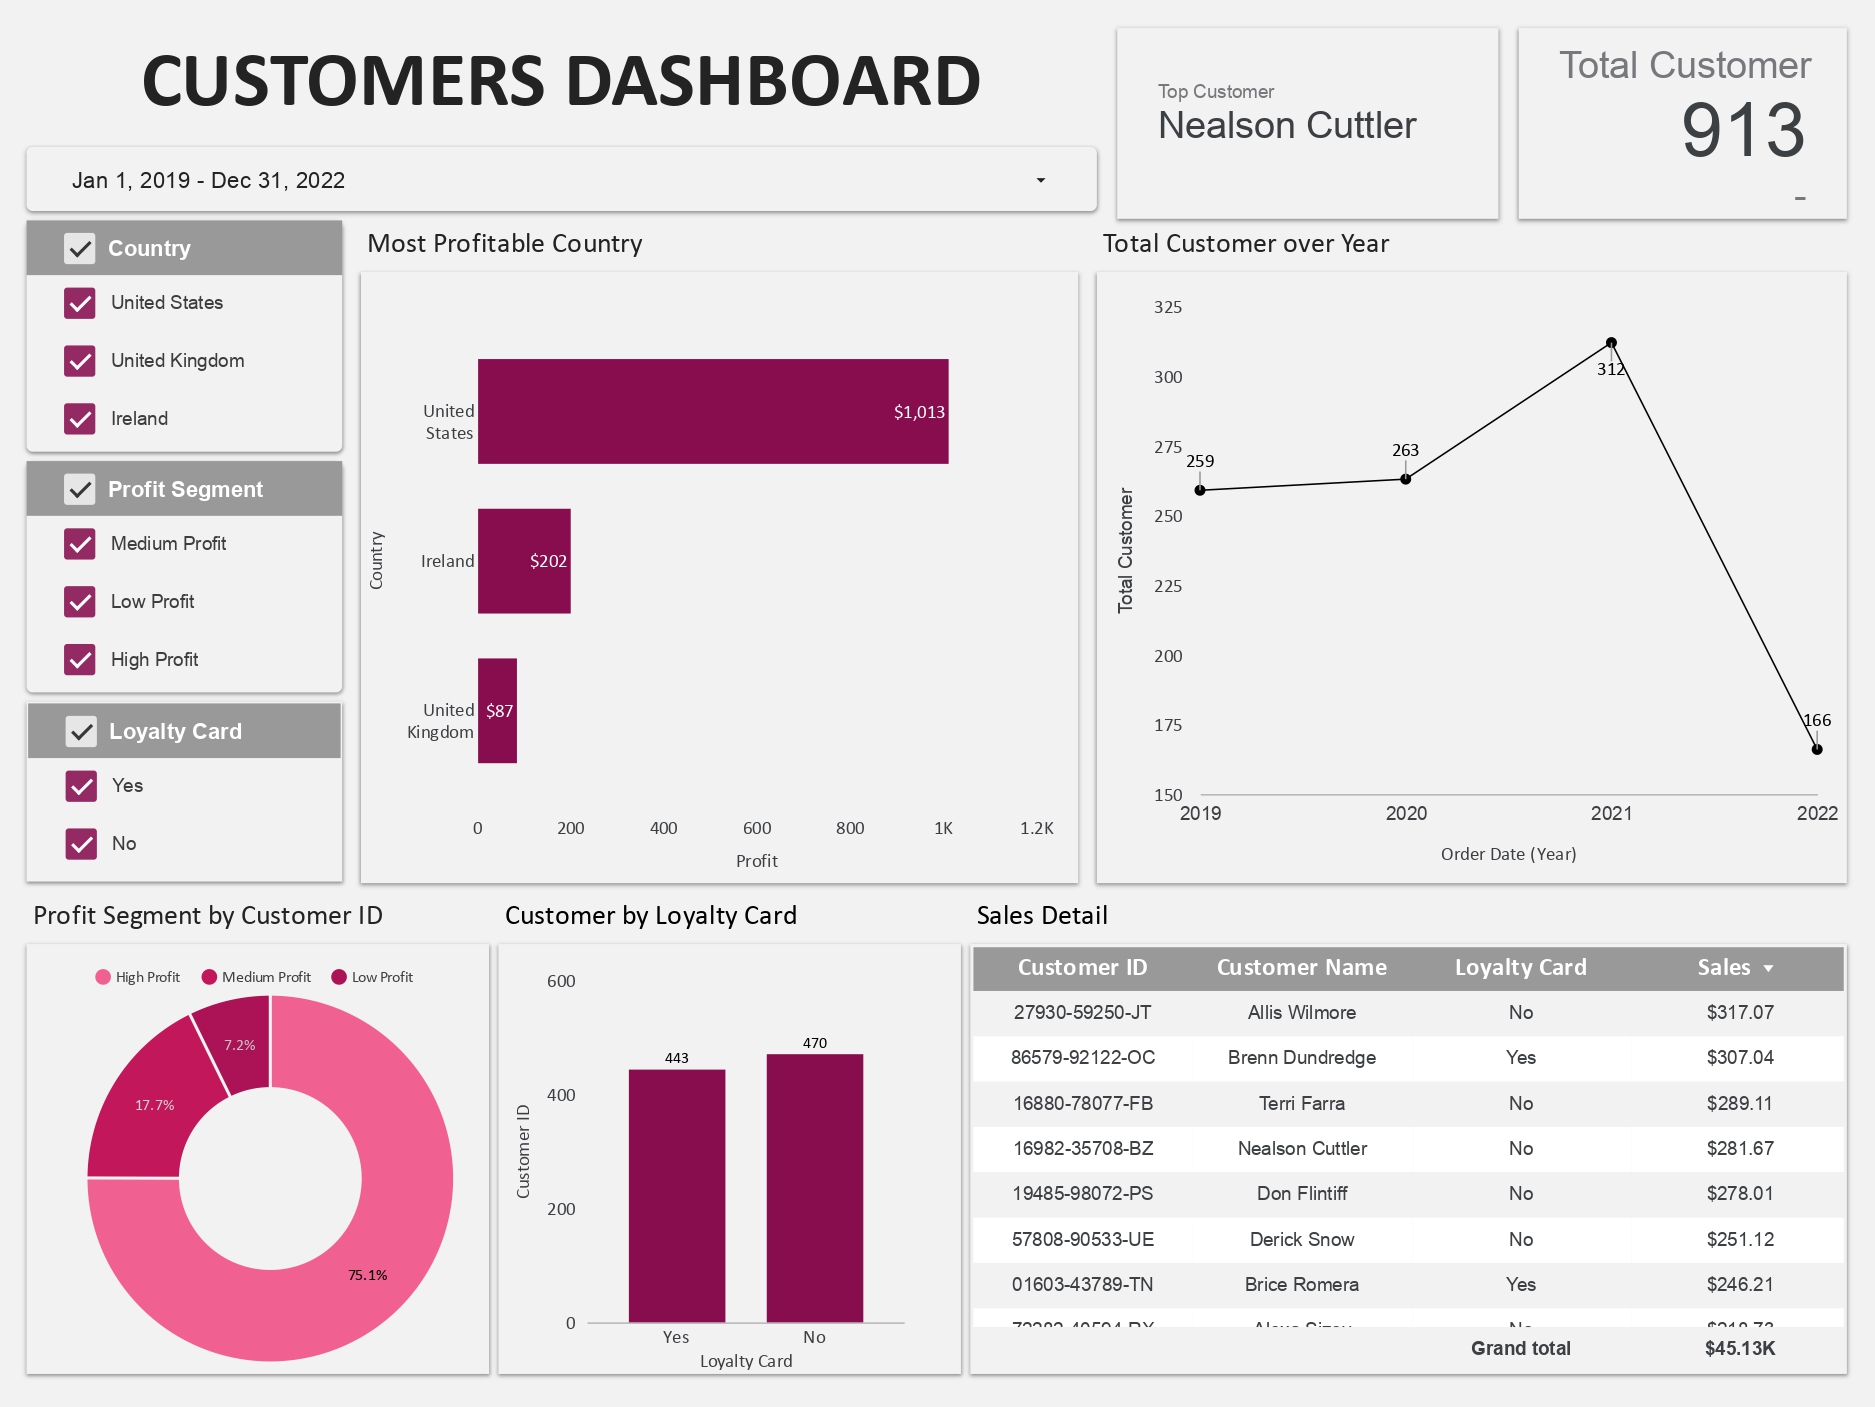 CUSTOMERS DASHBOARD
Top Customer
Nealson Cuttler
Total Customer
913
-
Jan 1, 2019 - Dec 31, 2022
Country
United States
United Kingdom
Ireland
Profit Segment
Medium Profit
Low Profit
High Profit
Loyalty Card
Yes
No
Most Profitable Country
Country
United
States
$1,013
Ireland
$202
United
Kingdom
$87
0 200 400 600 800 1K 1.2K
Profit
Total Customer over Year
Total Customer
325
300
275
250
225
200
175
150
259
263
312
166
2019 2020 2021 2022
Order Date (Year)
Profit Segment by Customer ID
High Profit Medium Profit Low Profit
7.2%
17.7%
75.1%
Customer by Loyalty Card
Customer ID
600
400
200
0
443
470
Yes No
Loyalty Card
Sales Detail
Customer ID Customer Name Loyalty Card Sales
27930-59250-JT Allis Wilmore No $317.07
86579-92122-OC Brenn Dundredge Yes $307.04
16880-78077-FB Terri Farra No $289.11
16982-35708-BZ Nealson Cuttler No $281.67
19485-98072-PS Don Flintiff No $278.01
57808-90533-UE Derick Snow No $251.12
01603-43789-TN Brice Romera Yes $246.21
Grand total $45.13K